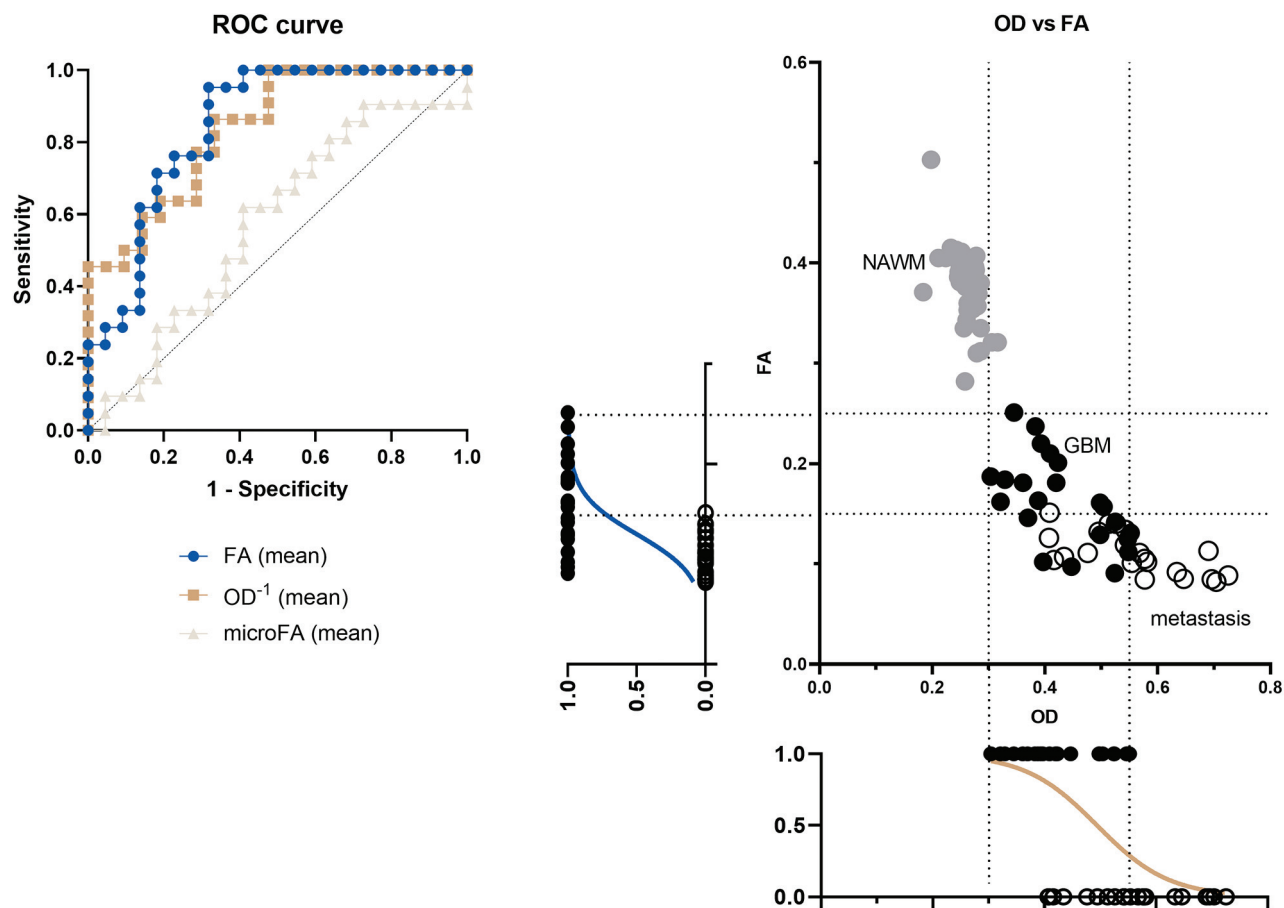 ROC curve
1.0
0.8
0.6
0.4
0.2
0.0
Sensitivity
0.0 0.2 0.4 0.6 0.8 1.0
1 - Specificity
FA (mean)
OD⁻¹ (mean)
microFA (mean)
1.0 0.5 0.0
OD vs FA
0.6
0.4
0.2
0.0
FA
NAWM
GBM
metastasis
0.0 0.2 0.4 0.6 0.8
OD
1.0
0.5
0.0